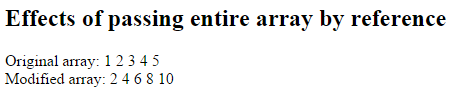 Effects of passing entire array by reference
Original array: 1 2 3 4 5
Modified array: 2 4 6 8 10